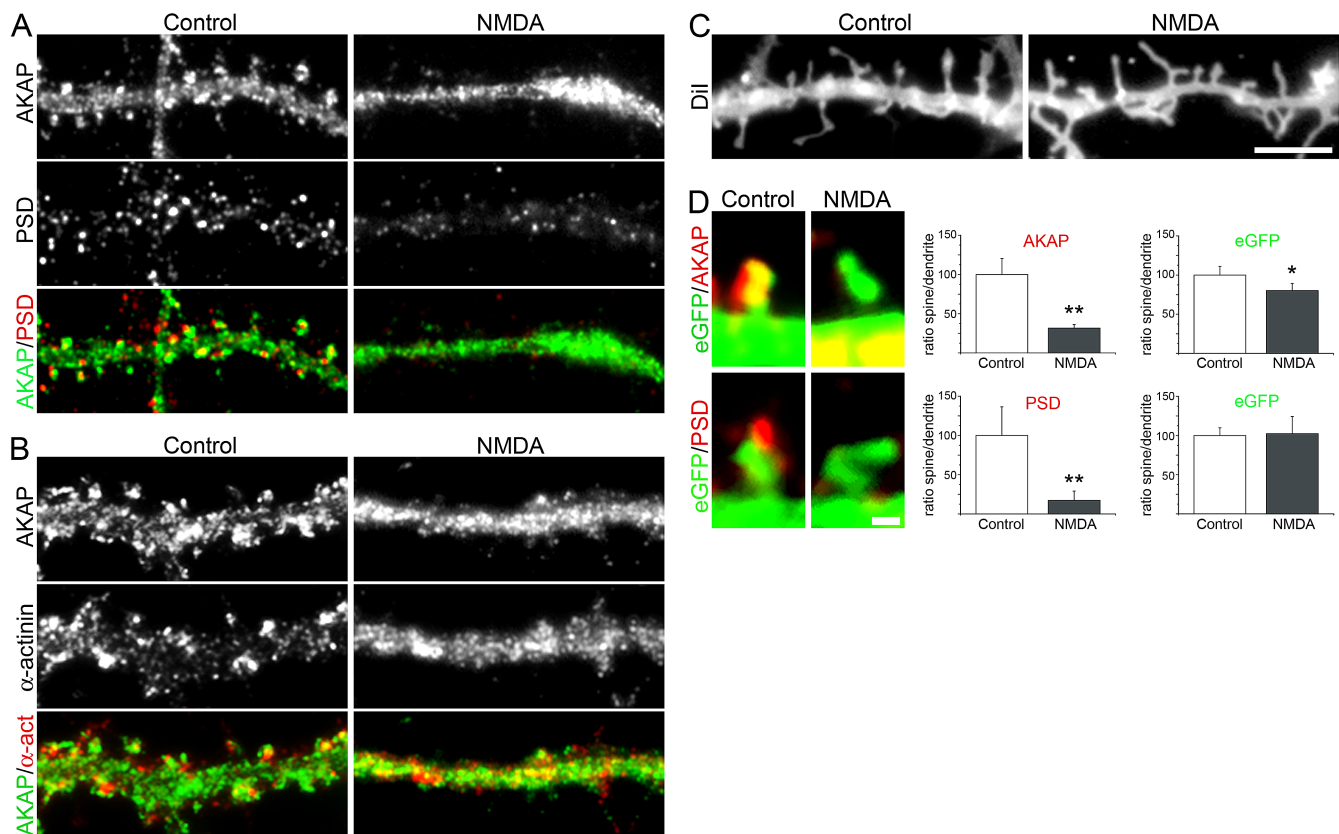 A
Control
NMDA
AKAP
PSD
AKAP/PSD
B
Control
NMDA
AKAP
α-actinin
AKAP/α-act
C
Control
NMDA
DiI
D
Control
NMDA
eGFP/AKAP
eGFP/PSD
AKAP
ratio spine/dendrite
150
100
50
**
Control
NMDA
eGFP
ratio spine/dendrite
150
100
50
*
Control
NMDA
PSD
ratio spine/dendrite
150
100
50
**
Control
NMDA
eGFP
ratio spine/dendrite
150
100
50
Control
NMDA